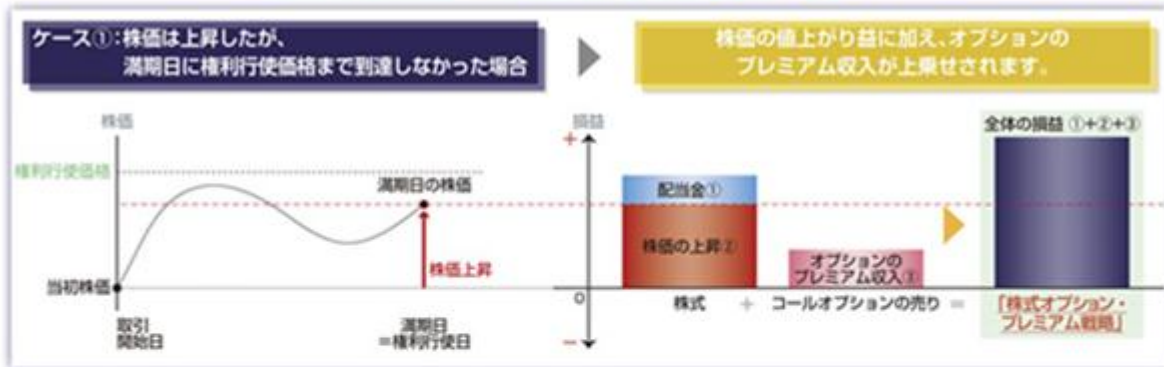 ケース①:株価は上昇したが、
満期日に権利行使価格まで到達しなかった場合
株価の値上がり益に加え、オプションの
プレミアム収入が上乗せされます。
株価
権利行使価格
満期日の株価
株価上昇
当初株価
取引
開始日
満期日
=権利行使日
損益
+
0
−
配当金①
株価の上昇②
オプションの
プレミアム収入③
全体の損益 ①+②+③
株式 + コールオプションの売り =
「株式オプション・
プレミアム戦略」